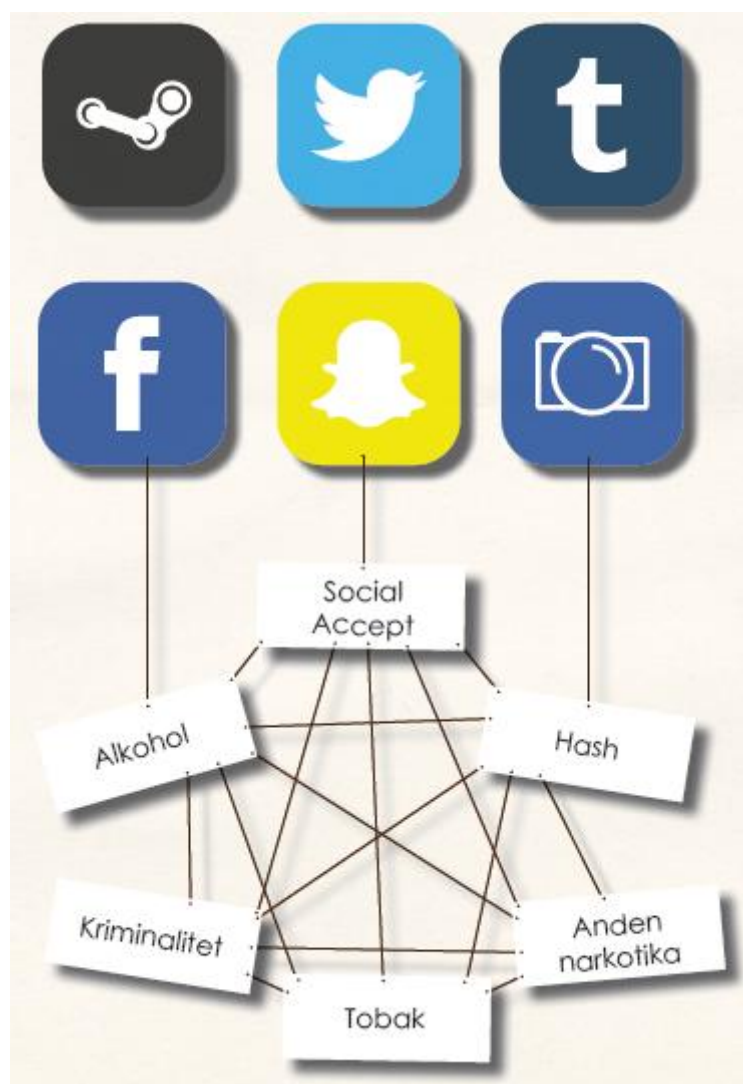 t
f
Social
Accept
Alkohol
Hash
Kriminalitet
Anden
narkotika
Tobak